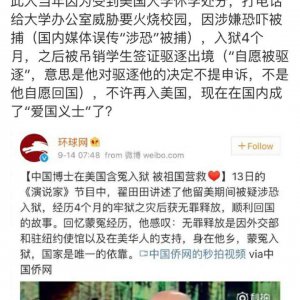 此人当年因为受到美国大学休学处分，打电话
给大学办公室威胁要火烧校园，因涉嫌恐吓被
捕（国内媒体误传“涉恐”被捕），入狱4个
月，之后被吊销学生签证驱逐出境（“自愿被驱
逐”，意思是他对驱逐他的决定不提申诉，不是
他自愿回国），不许再入美国，现在在国内成
了“爱国义士”了？
环球网
9-14 07:48 来自 微博 weibo.com
【中国博士在美国含冤入狱 被祖国营救❤】13日的
《演说家》节目中，翟田田讲述了他留美期间被疑涉恐
入狱，经历4个月的牢狱之灾后获无罪释放，顺利回国
的故事。回忆蒙冤经历，他感叹：无罪释放是因外交部
和驻纽约使馆以及在美华人的支持，身在他乡，蒙冤入
狱，国家是唯一的依靠。中国侨网的秒拍视频 via中
国侨网
秒拍